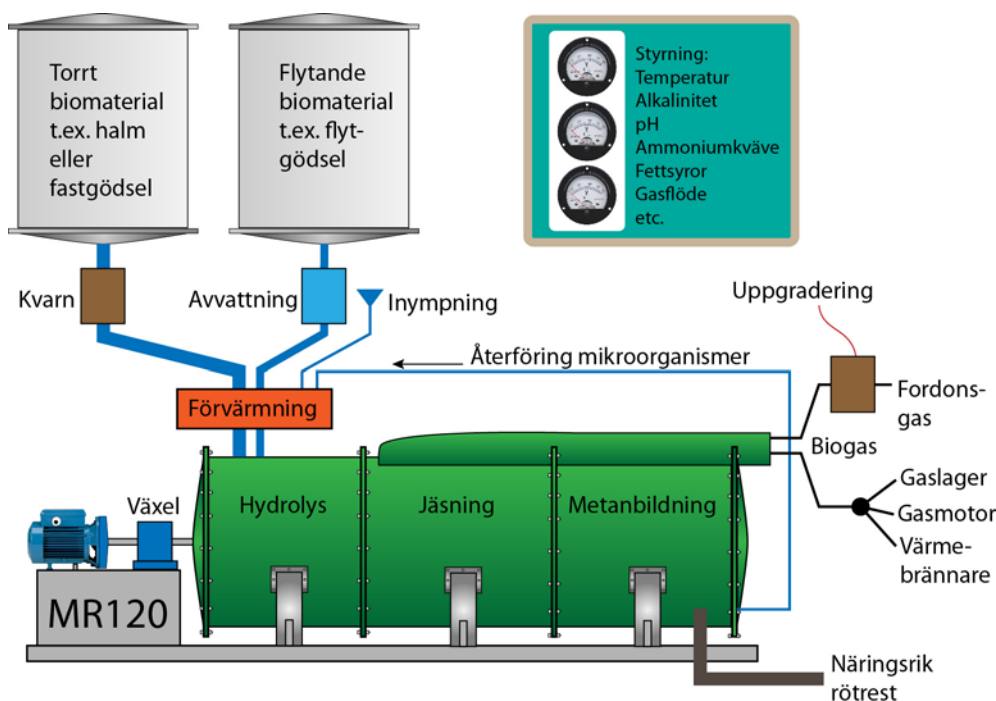 Torrt
biomaterial
t.ex. halm
eller
fastgödsel
Flytande
biomaterial
t.ex. flyt-
gödsel
Styrning:
Temperatur
Alkalinitet
pH
Ammoniumkväve
Fettsyror
Gasflöde
etc.
Kvarn
Avvattning
Inympning
Uppgradering
Återföring mikroorganismer
Förvärmning
Fordons-
gas
Biogas
Hydrolys
Jäsning
Metanbildning
Gaslager
Gasmotor
Värme-
brännare
Växel
MR120
Näringsrik
rötrest